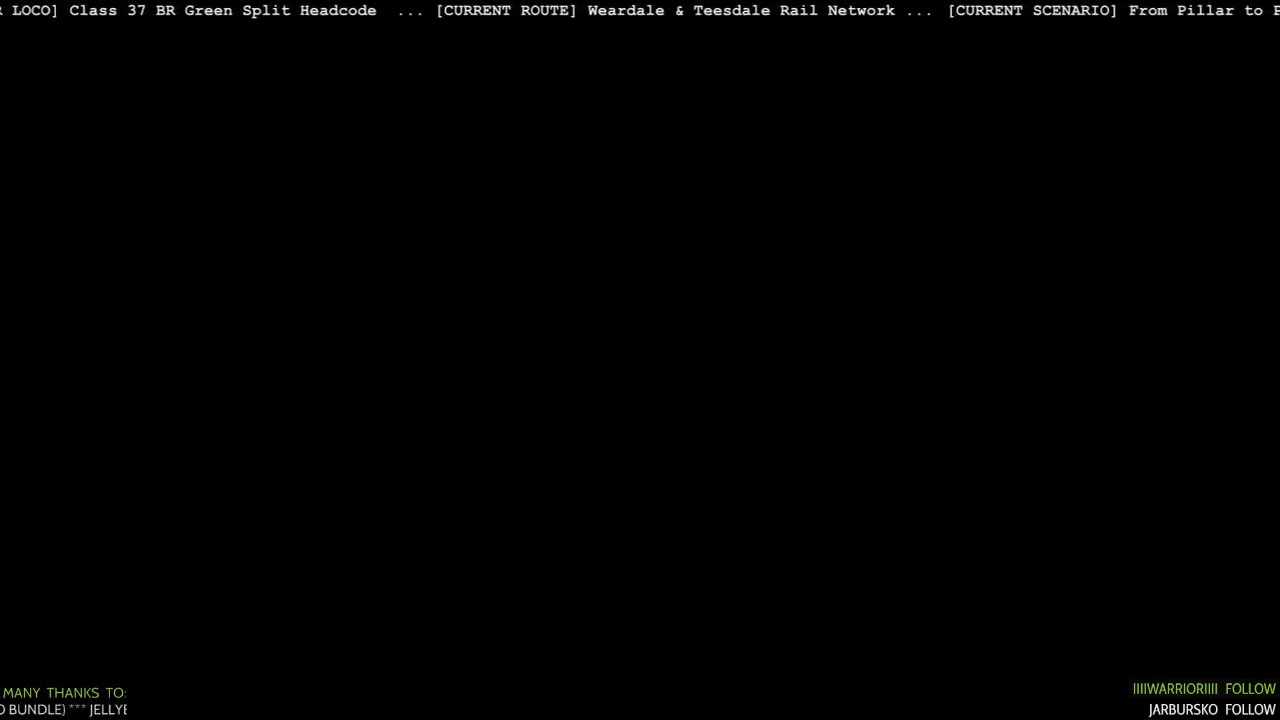 LOCO] Class 37 BR Green Split Headcode ... [CURRENT ROUTE] Weardale & Teesdale Rail Network ... [CURRENT SCENARIO] From Pillar to
MANY THANKS TO:
BUNDLE) *** JELLYB
IIIIWARRIORIIII FOLLOW
JARBURSKO FOLLOW